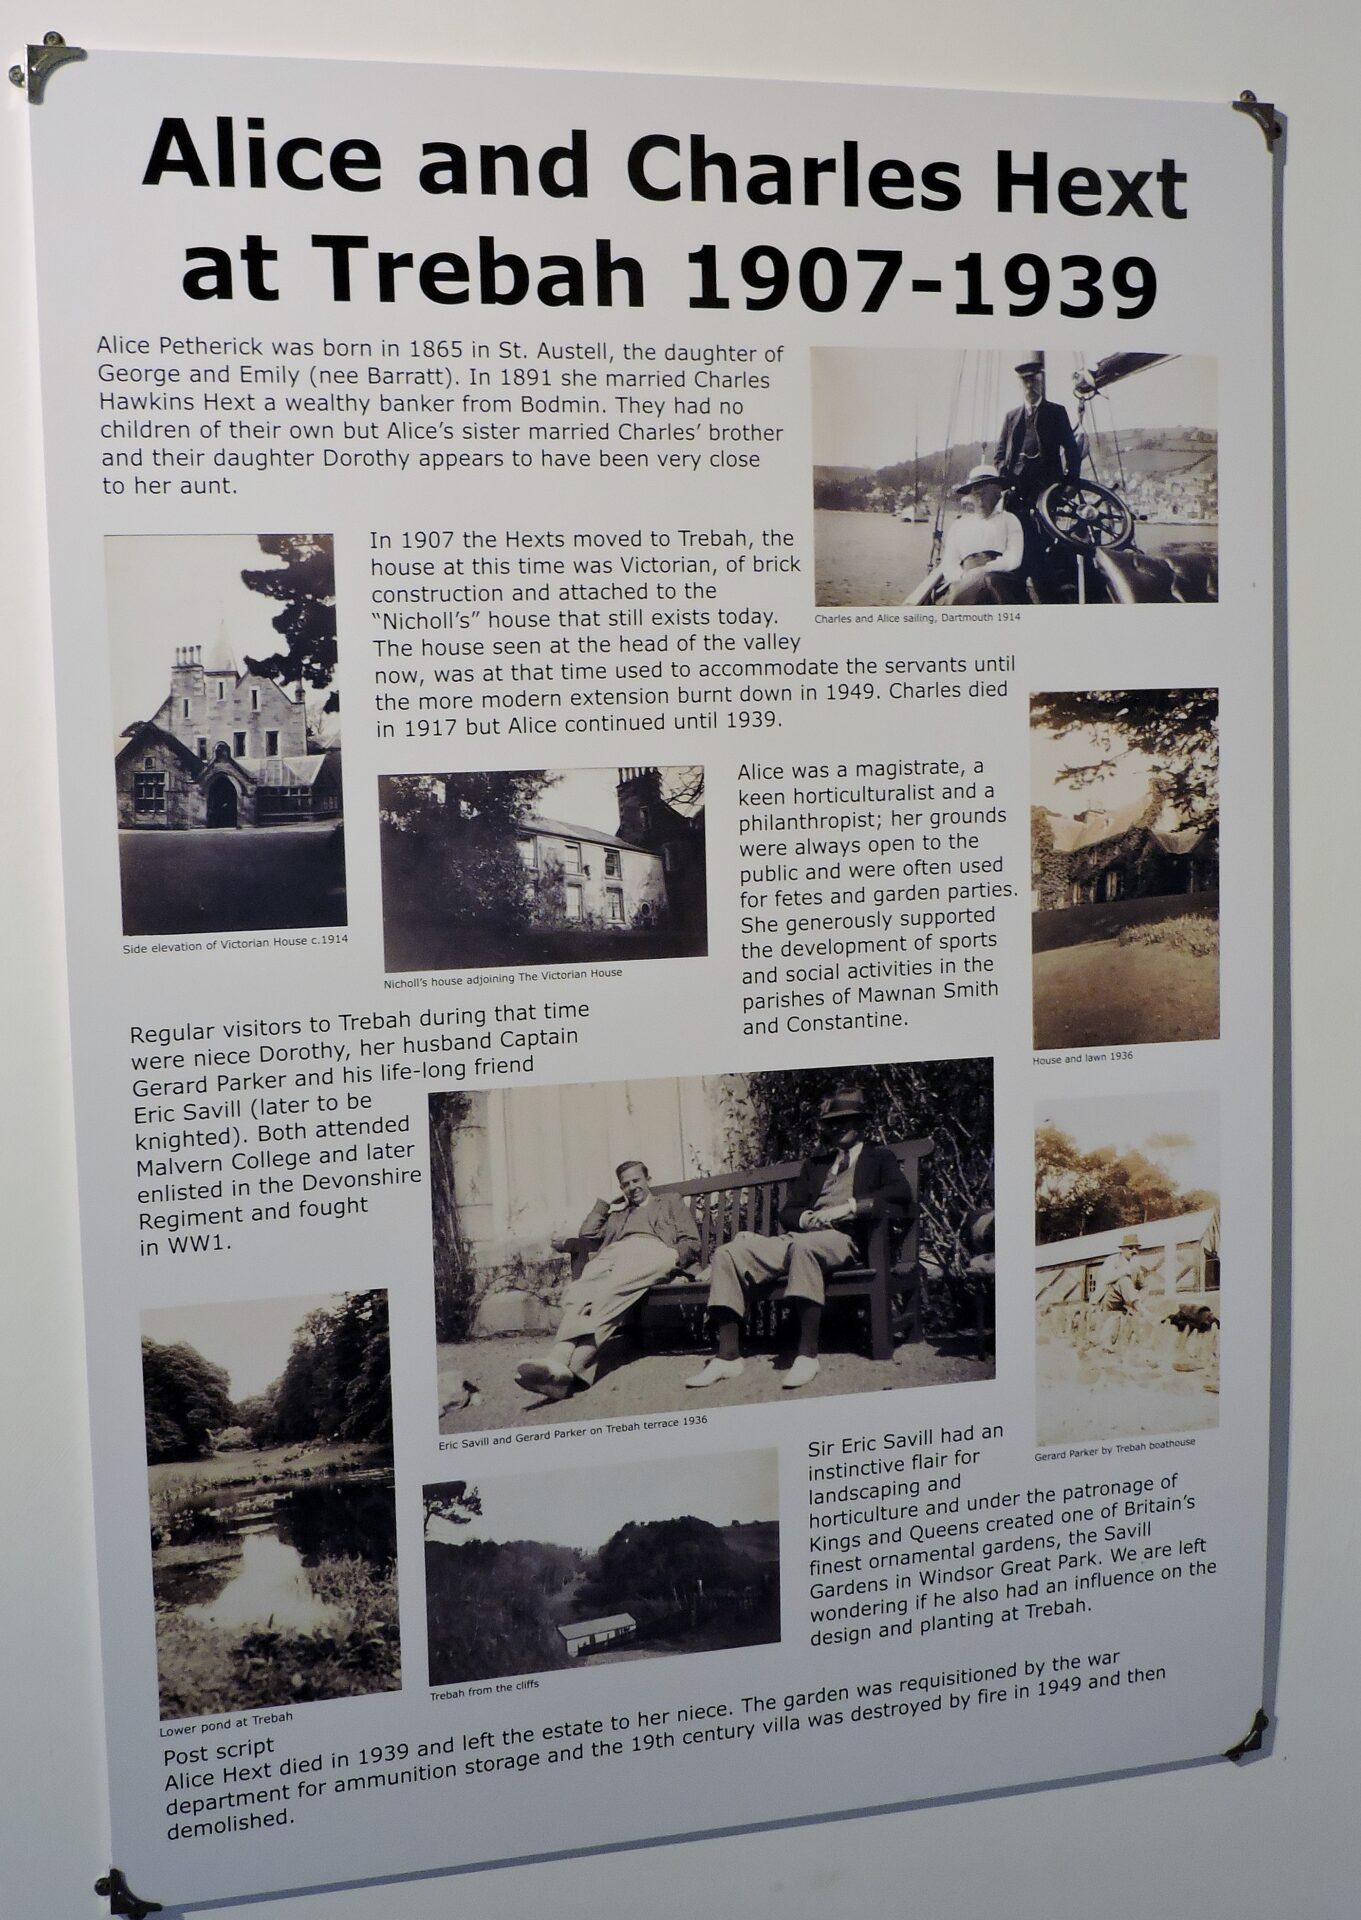 Alice and Charles Hext
at Trebah 1907-1939
Alice Petherick was born in 1865 in St. Austell, the daughter of
George and Emily (nee Barratt). In 1891 she married Charles
Hawkins Hext a wealthy banker from Bodmin. They had no
children of their own but Alice's sister married Charles' brother
and their daughter Dorothy appears to have been very close
to her aunt.
Charles and Alice sailing, Dartmouth 1914
In 1907 the Hexts moved to Trebah, the
house at this time was Victorian, of brick
construction and attached to the
"Nicholl's" house that still exists today.
The house seen at the head of the valley
now, was at that time used to accommodate the servants until
the more modern extension burnt down in 1949. Charles died
in 1917 but Alice continued until 1939.
Side elevation of Victorian House c.1914
Nicholl's house adjoining The Victorian House
Alice was a magistrate, a
keen horticulturalist and a
philanthropist; her grounds
were always open to the
public and were often used
for fetes and garden parties.
She generously supported
the development of sports
and social activities in the
parishes of Mawnan Smith
and Constantine.
House and lawn 1936
Regular visitors to Trebah during that time
were niece Dorothy, her husband Captain
Gerard Parker and his life-long friend
Eric Savill (later to be
knighted). Both attended
Malvern College and later
enlisted in the Devonshire
Regiment and fought
in WW1.
Eric Savill and Gerard Parker on Trebah terrace 1936
Gerard Parker by Trebah boathouse
Sir Eric Savill had an
instinctive flair for
landscaping and
horticulture and under the patronage of
Kings and Queens created one of Britain's
finest ornamental gardens, the Savill
Gardens in Windsor Great Park. We are left
wondering if he also had an influence on the
design and planting at Trebah.
Trebah from the cliffs
Lower pond at Trebah
Post script
Alice Hext died in 1939 and left the estate to her niece. The garden was requisitioned by the war
department for ammunition storage and the 19th century villa was destroyed by fire in 1949 and then
demolished.